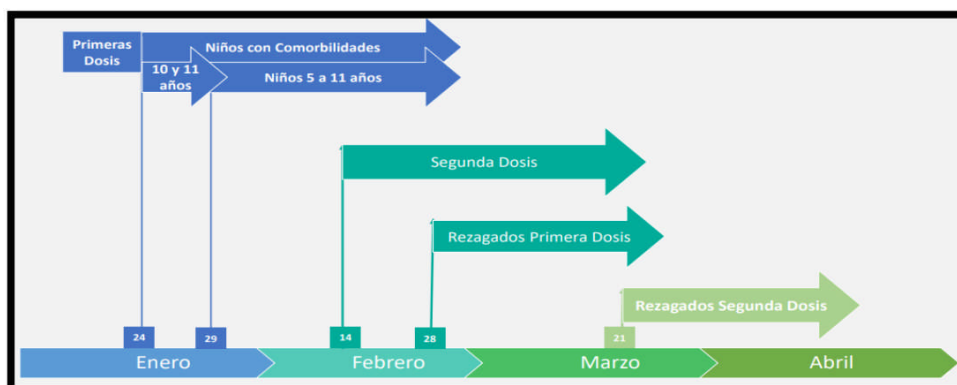 Primeras
Dosis
Niños con Comorbilidades
10 y 11
años
Niños 5 a 11 años
Segunda Dosis
Rezagados Primera Dosis
Rezagados Segunda Dosis
24
29
14
28
21
Enero
Febrero
Marzo
Abril